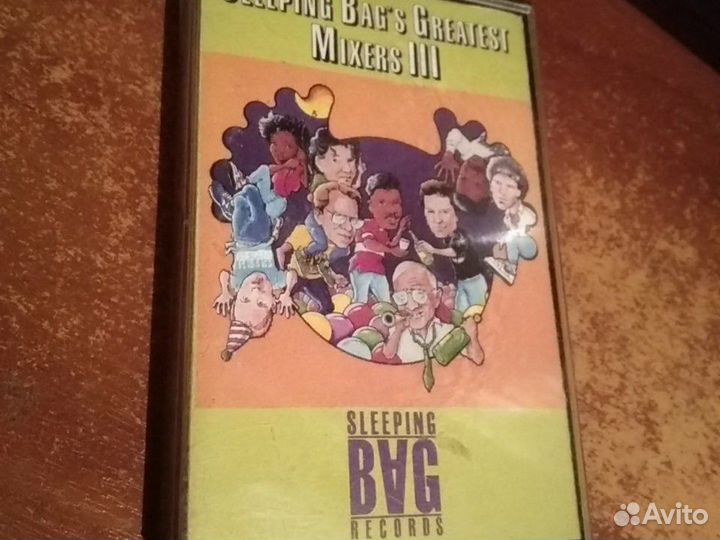 SLEEPING BAG'S GREATEST
MIXERS III
SLEEPING
BAG
RECORDS
Avito